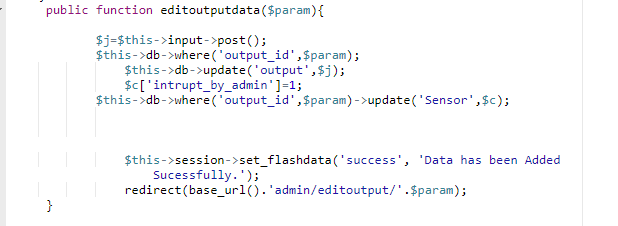 public function editoutputdata($param){
$j=$this->input->post();
$this->db->where('output_id',$param);
$this->db->update('output',$j);
$c['intrupt_by_admin']=1;
$this->db->where('output_id',$param)->update('Sensor',$c);
$this->session->set_flashdata('success', 'Data has been Added
Sucessfully.');
redirect(base_url().'admin/editoutput/'.$param);
}